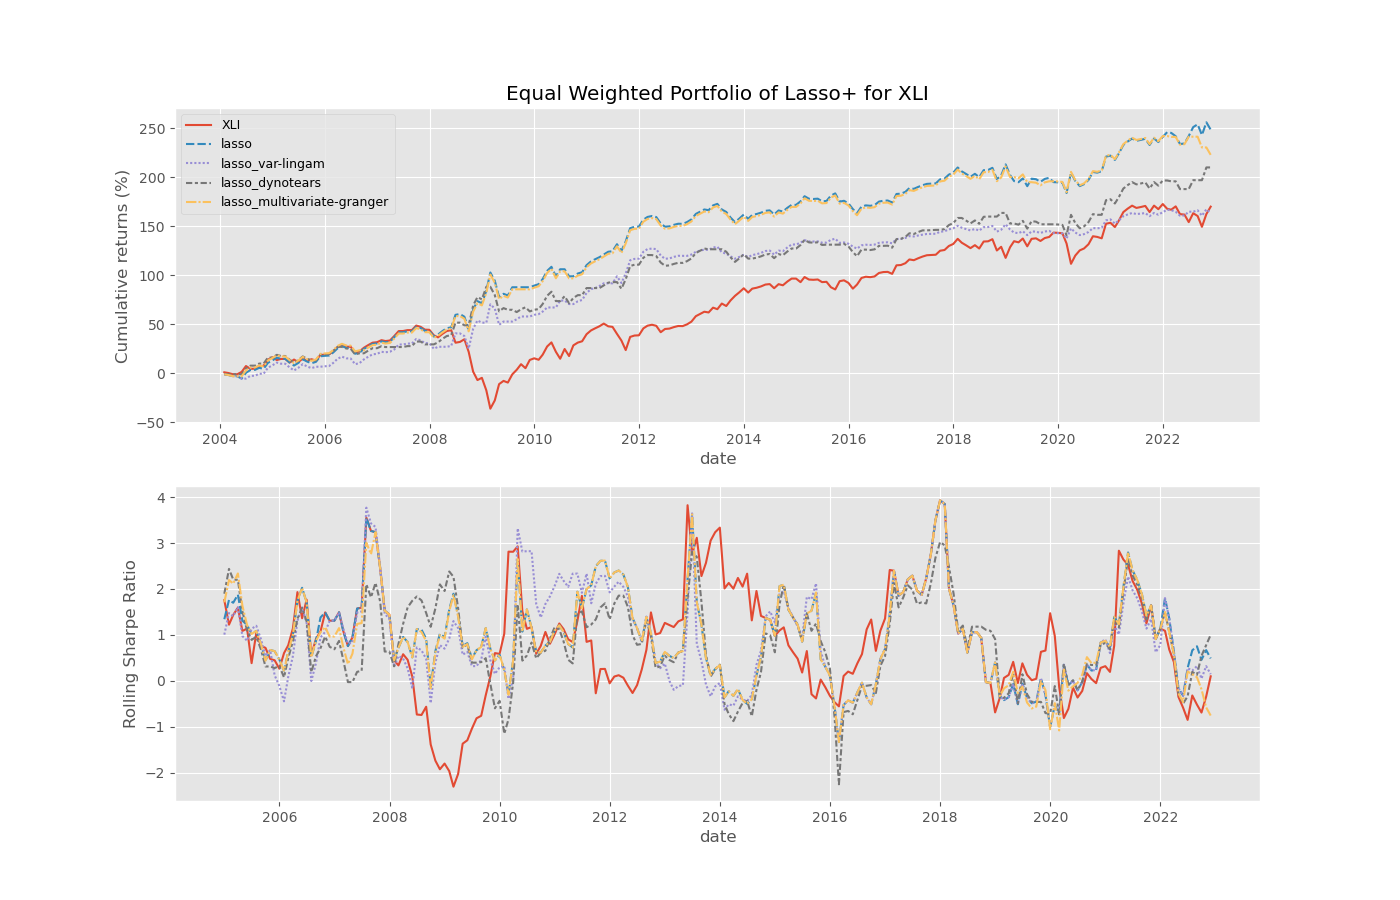 Equal Weighted Portfolio of Lasso+ for XLI
Cumulative returns (%)
250
200
150
100
50
0
−50
XLI
lasso
lasso_var-lingam
lasso_dynotears
lasso_multivariate-granger
2004 2006 2008 2010 2012 2014 2016 2018 2020 2022
date
Rolling Sharpe Ratio
4
3
2
1
0
−1
−2
2006 2008 2010 2012 2014 2016 2018 2020 2022
date